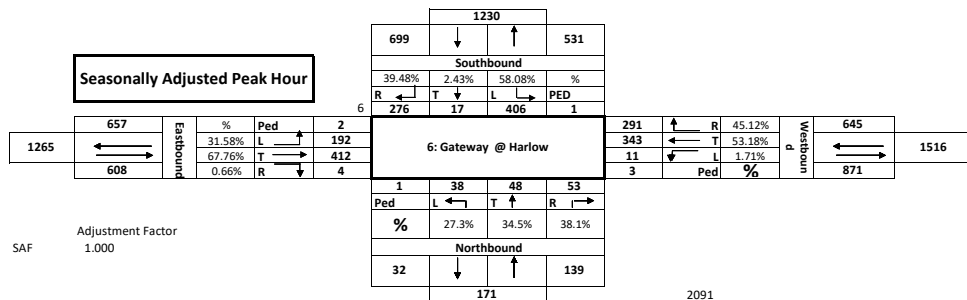 1230
699 531
Southbound
Seasonally Adjusted Peak Hour
39.48% 2.43% 58.08% %
R T L PED
6 276 17 406 1
657 Eastbound % Ped 2 291 R 45.12% Westboun d 645
1265 31.58% L 192 6: Gateway @ Harlow 343 T 53.18% 1516
67.76% T 412 11 L 1.71%
608 0.66% R 4 3 Ped % 871
1 38 48 53
Ped L T R
% 27.3% 34.5% 38.1%
Adjustment Factor
SAF 1.000
Northbound
32 139
171 2091